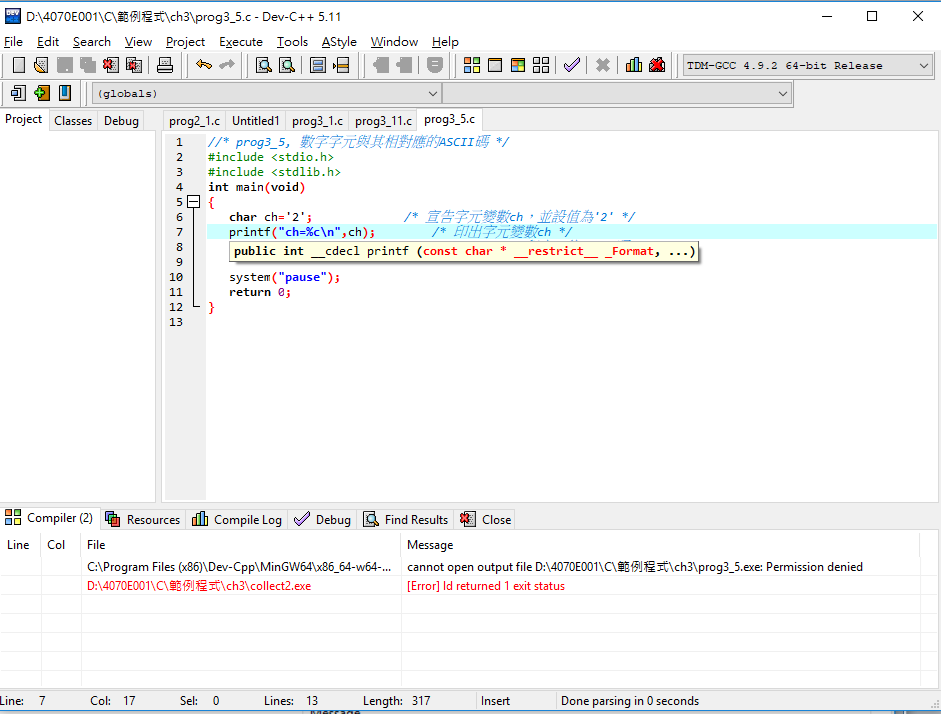 D:\4070E001\C\範例程式\ch3\prog3_5.c - Dev-C++ 5.11
File Edit Search View Project Execute Tools AStyle Window Help
TDM-GCC 4.9.2 64-bit Release
(globals)
Project Classes Debug
prog2_1.c Untitled1 prog3_1.c prog3_11.c prog3_5.c
1 //* prog3_5, 數字字元與其相對應的ASCII碼 */
2 #include <stdio.h>
3 #include <stdlib.h>
4 int main(void)
5 {
6 char ch='2'; /* 宣告字元變數ch，並設值為'2' */
7 printf("ch=%c\n",ch); /* 印出字元變數ch */
8
public int __cdecl printf (const char * __restrict__ _Format, ...)
9
10 system("pause");
11 return 0;
12 }
13
Compiler (2) Resources Compile Log Debug Find Results Close
Line Col File Message
C:\Program Files (x86)\Dev-Cpp\MinGW64\x86_64-w64-... cannot open output file D:\4070E001\C\範例程式\ch3\prog3_5.exe: Permission denied
D:\4070E001\C\範例程式\ch3\collect2.exe [Error] ld returned 1 exit status
Line: 7 Col: 17 Sel: 0 Lines: 13 Length: 317 Insert Done parsing in 0 seconds
Message